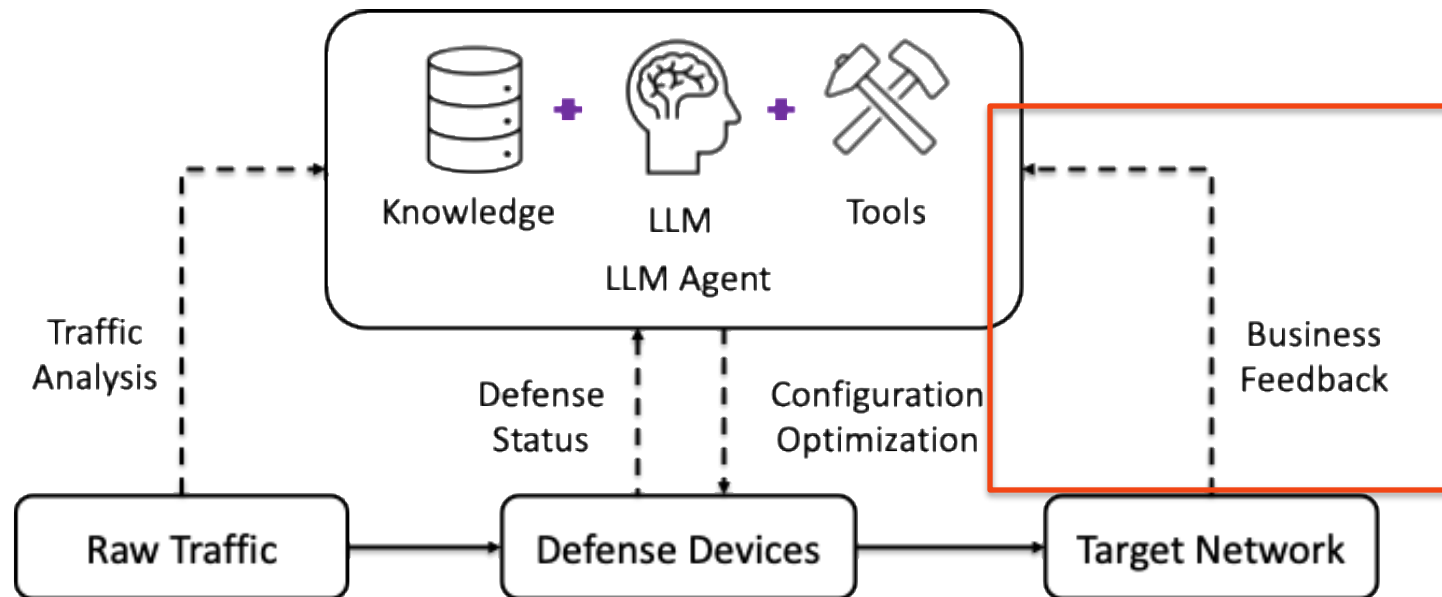 Knowledge
LLM
Tools
LLM Agent
Traffic
Analysis
Defense
Status
Configuration
Optimization
Business
Feedback
Raw Traffic
Defense Devices
Target Network